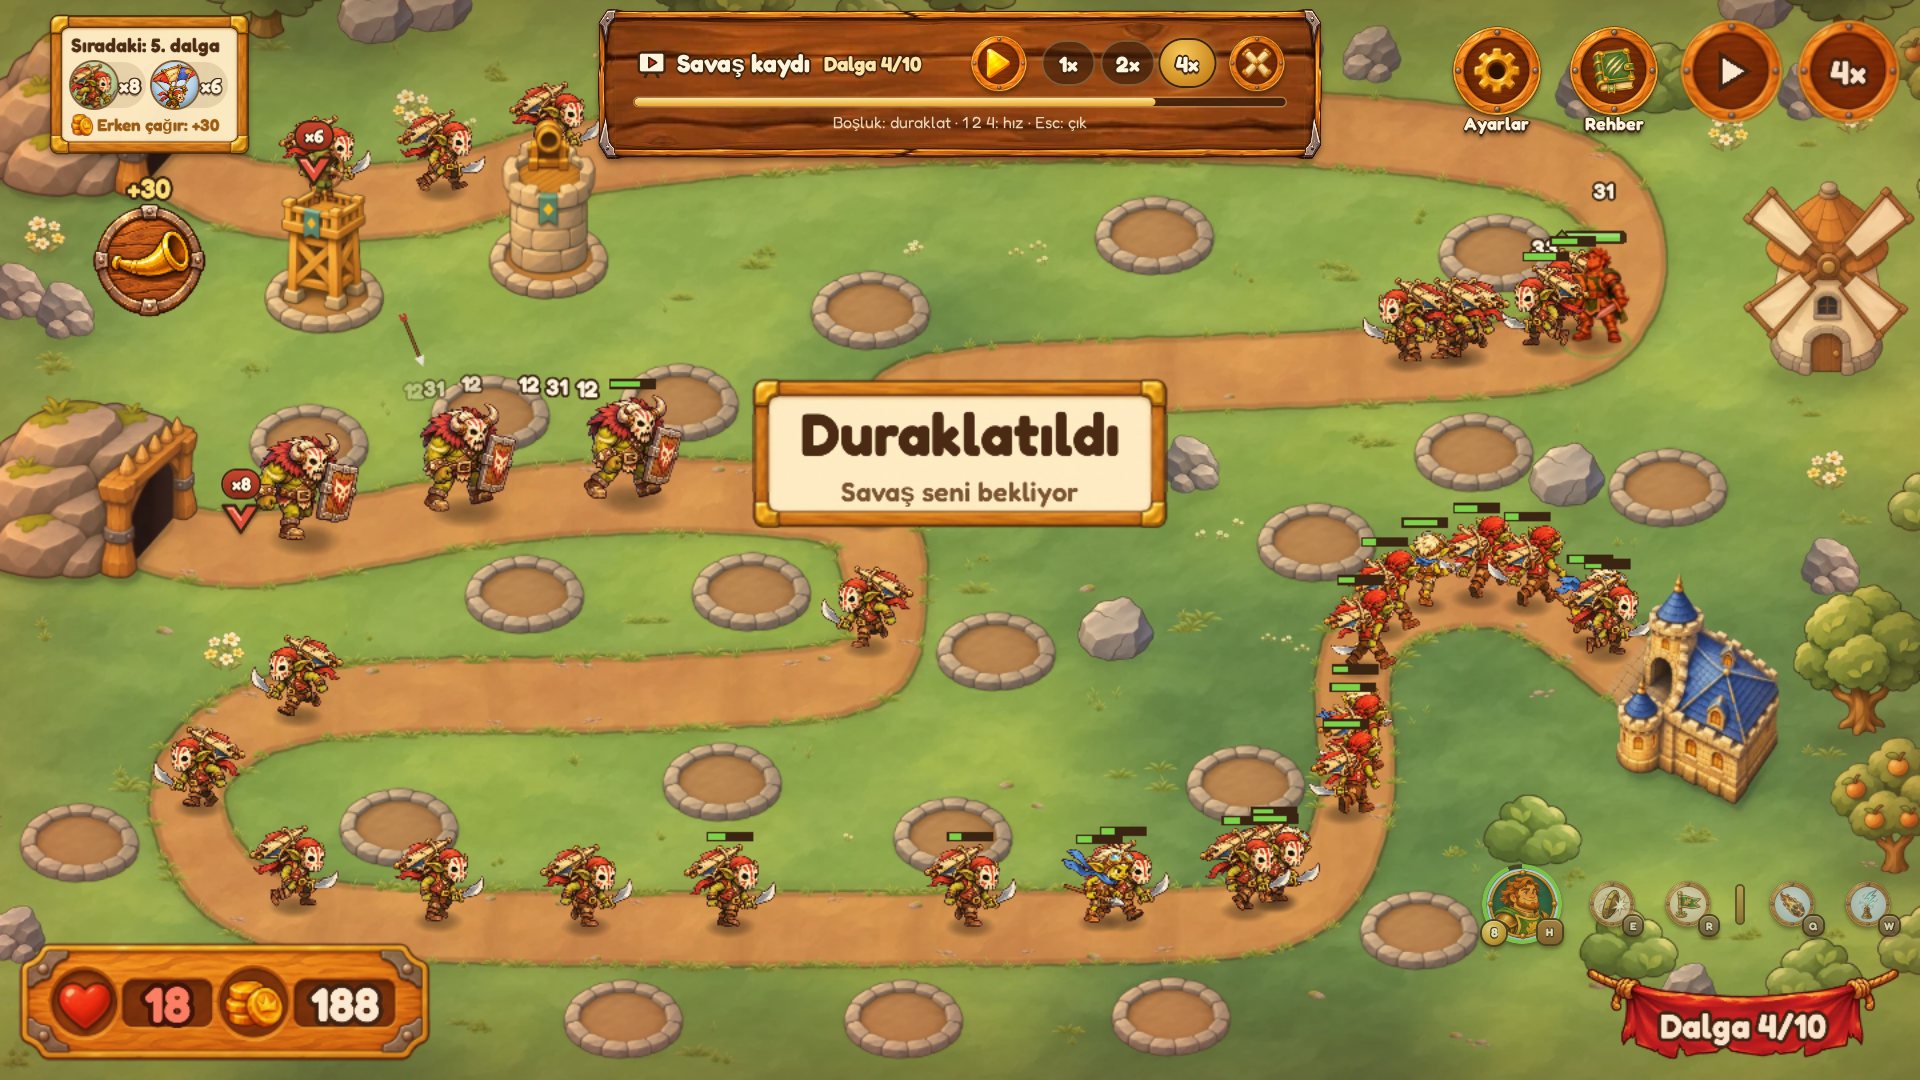 Sıradaki: 5. dalga
x8 x6
Erken çağır: +30
+30
Savaş kaydı Dalga 4/10 1x 2x 4x
Boşluk: duraklat · 1 2 4: hız · Esc: çık
Ayarlar
Rehber
4x
x6
31
12 31 12 12 31 12
x8
Duraklatıldı
Savaş seni bekliyor
8 H E R Q W
18 188
Dalga 4/10